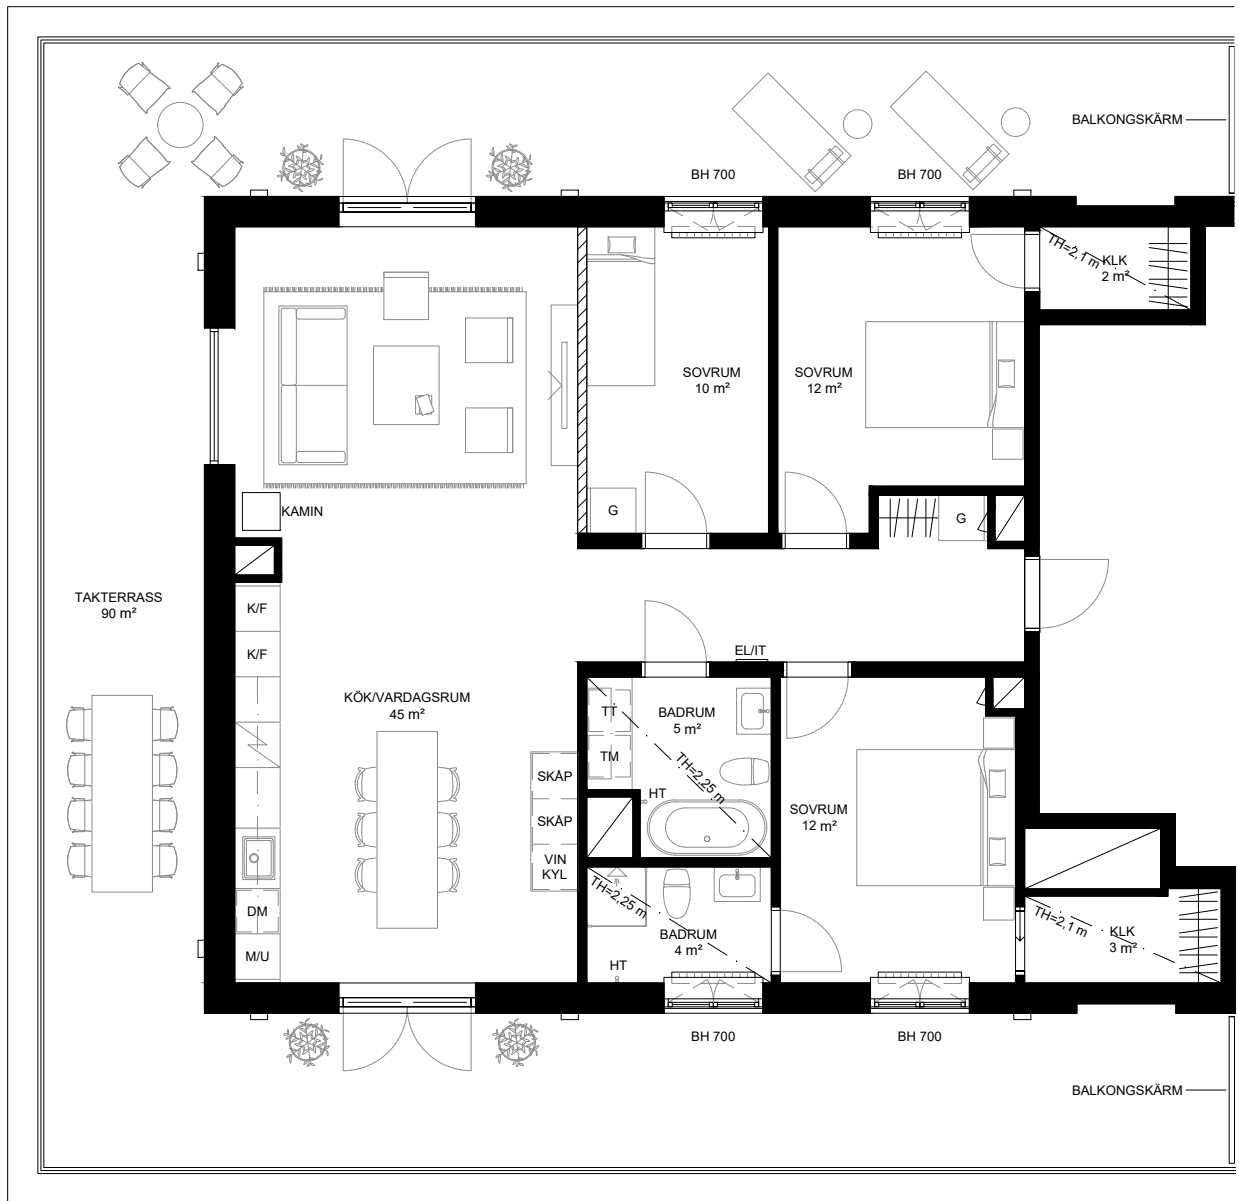 BALKONGSKÄRM
BH 700
BH 700
TH=2,1 m
KLK
2 m²
SOVRUM
10 m²
SOVRUM
12 m²
KAMIN
G
G
TAKTERRASS
90 m²
K/F
K/F
EL/IT
KÖK/VARDAGSRUM
45 m²
TT
BADRUM
5 m²
TM
TH=2,25 m
SKÅP
HT
SKÅP
SOVRUM
12 m²
VIN
KYL
TH=2,25 m
DM
BADRUM
4 m²
TH=2,1 m
KLK
3 m²
M/U
HT
BH 700
BH 700
BALKONGSKÄRM